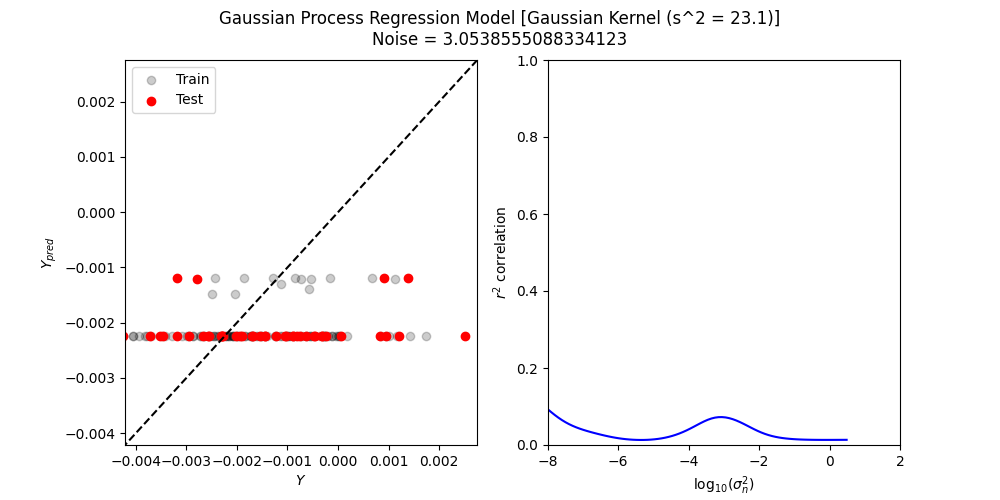 Gaussian Process Regression Model [Gaussian Kernel (s^2 = 23.1)]
Noise = 3.0538555088334123
Train
Test
0.002
0.001
0.000
−0.001
−0.002
−0.003
−0.004
Y_pred
−0.004 −0.003 −0.002 −0.001 0.000 0.001 0.002
Y
1.0
0.8
0.6
0.4
0.2
0.0
r² correlation
−8 −6 −4 −2 0 2
log₁₀(σₙ²)